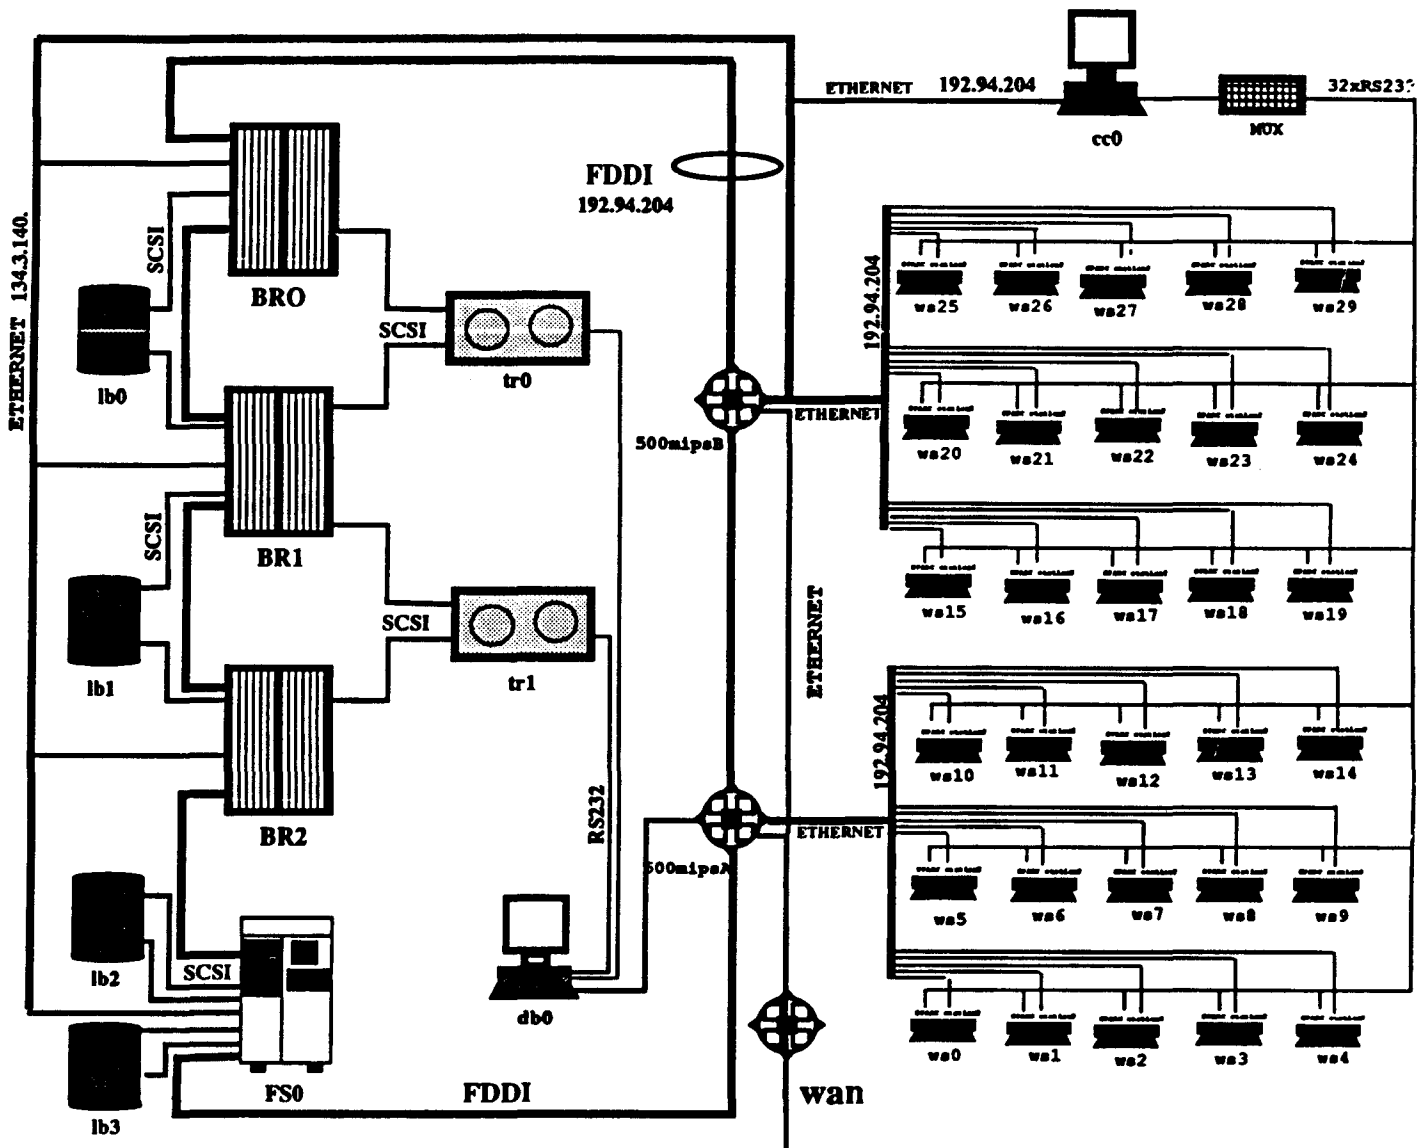 ETHERNET 192.94.204
32xRS23?
cc0
MUX
FDDI
192.94.204
ETHERNET 134.3.140.
SCSI
BRO
SCSI
tr0
lb0
192.94.204
ws25 ws26 ws27 ws28 ws29
500mipsB
ETHERNET
ws20 ws21 ws22 ws23 ws24
SCSI
BR1
ws15 ws16 ws17 ws18 ws19
SCSI
tr1
lb1
ETHERNET
192.94.204
ws10 ws11 ws12 ws13 ws14
BR2
RS232
ETHERNET
500mipsA
ws5 ws6 ws7 ws8 ws9
lb2
SCSI
db0
ws0 ws1 ws2 ws3 ws4
FS0
FDDI
wan
lb3